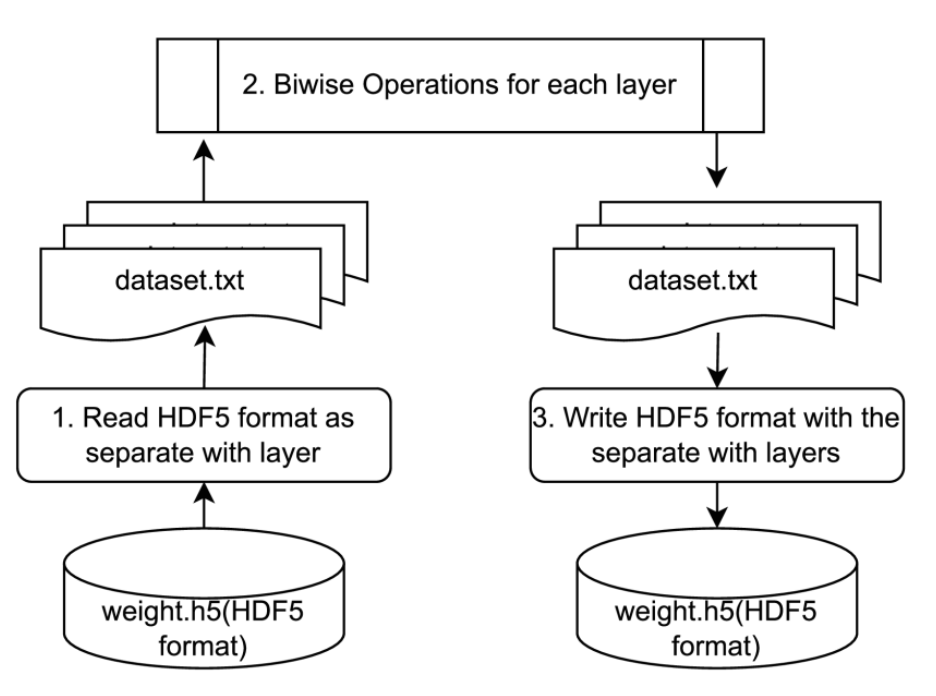 2. Biwise Operations for each layer
dataset.txt
dataset.txt
1. Read HDF5 format as
separate with layer
3. Write HDF5 format with the
separate with layers
weight.h5(HDF5
format)
weight.h5(HDF5
format)